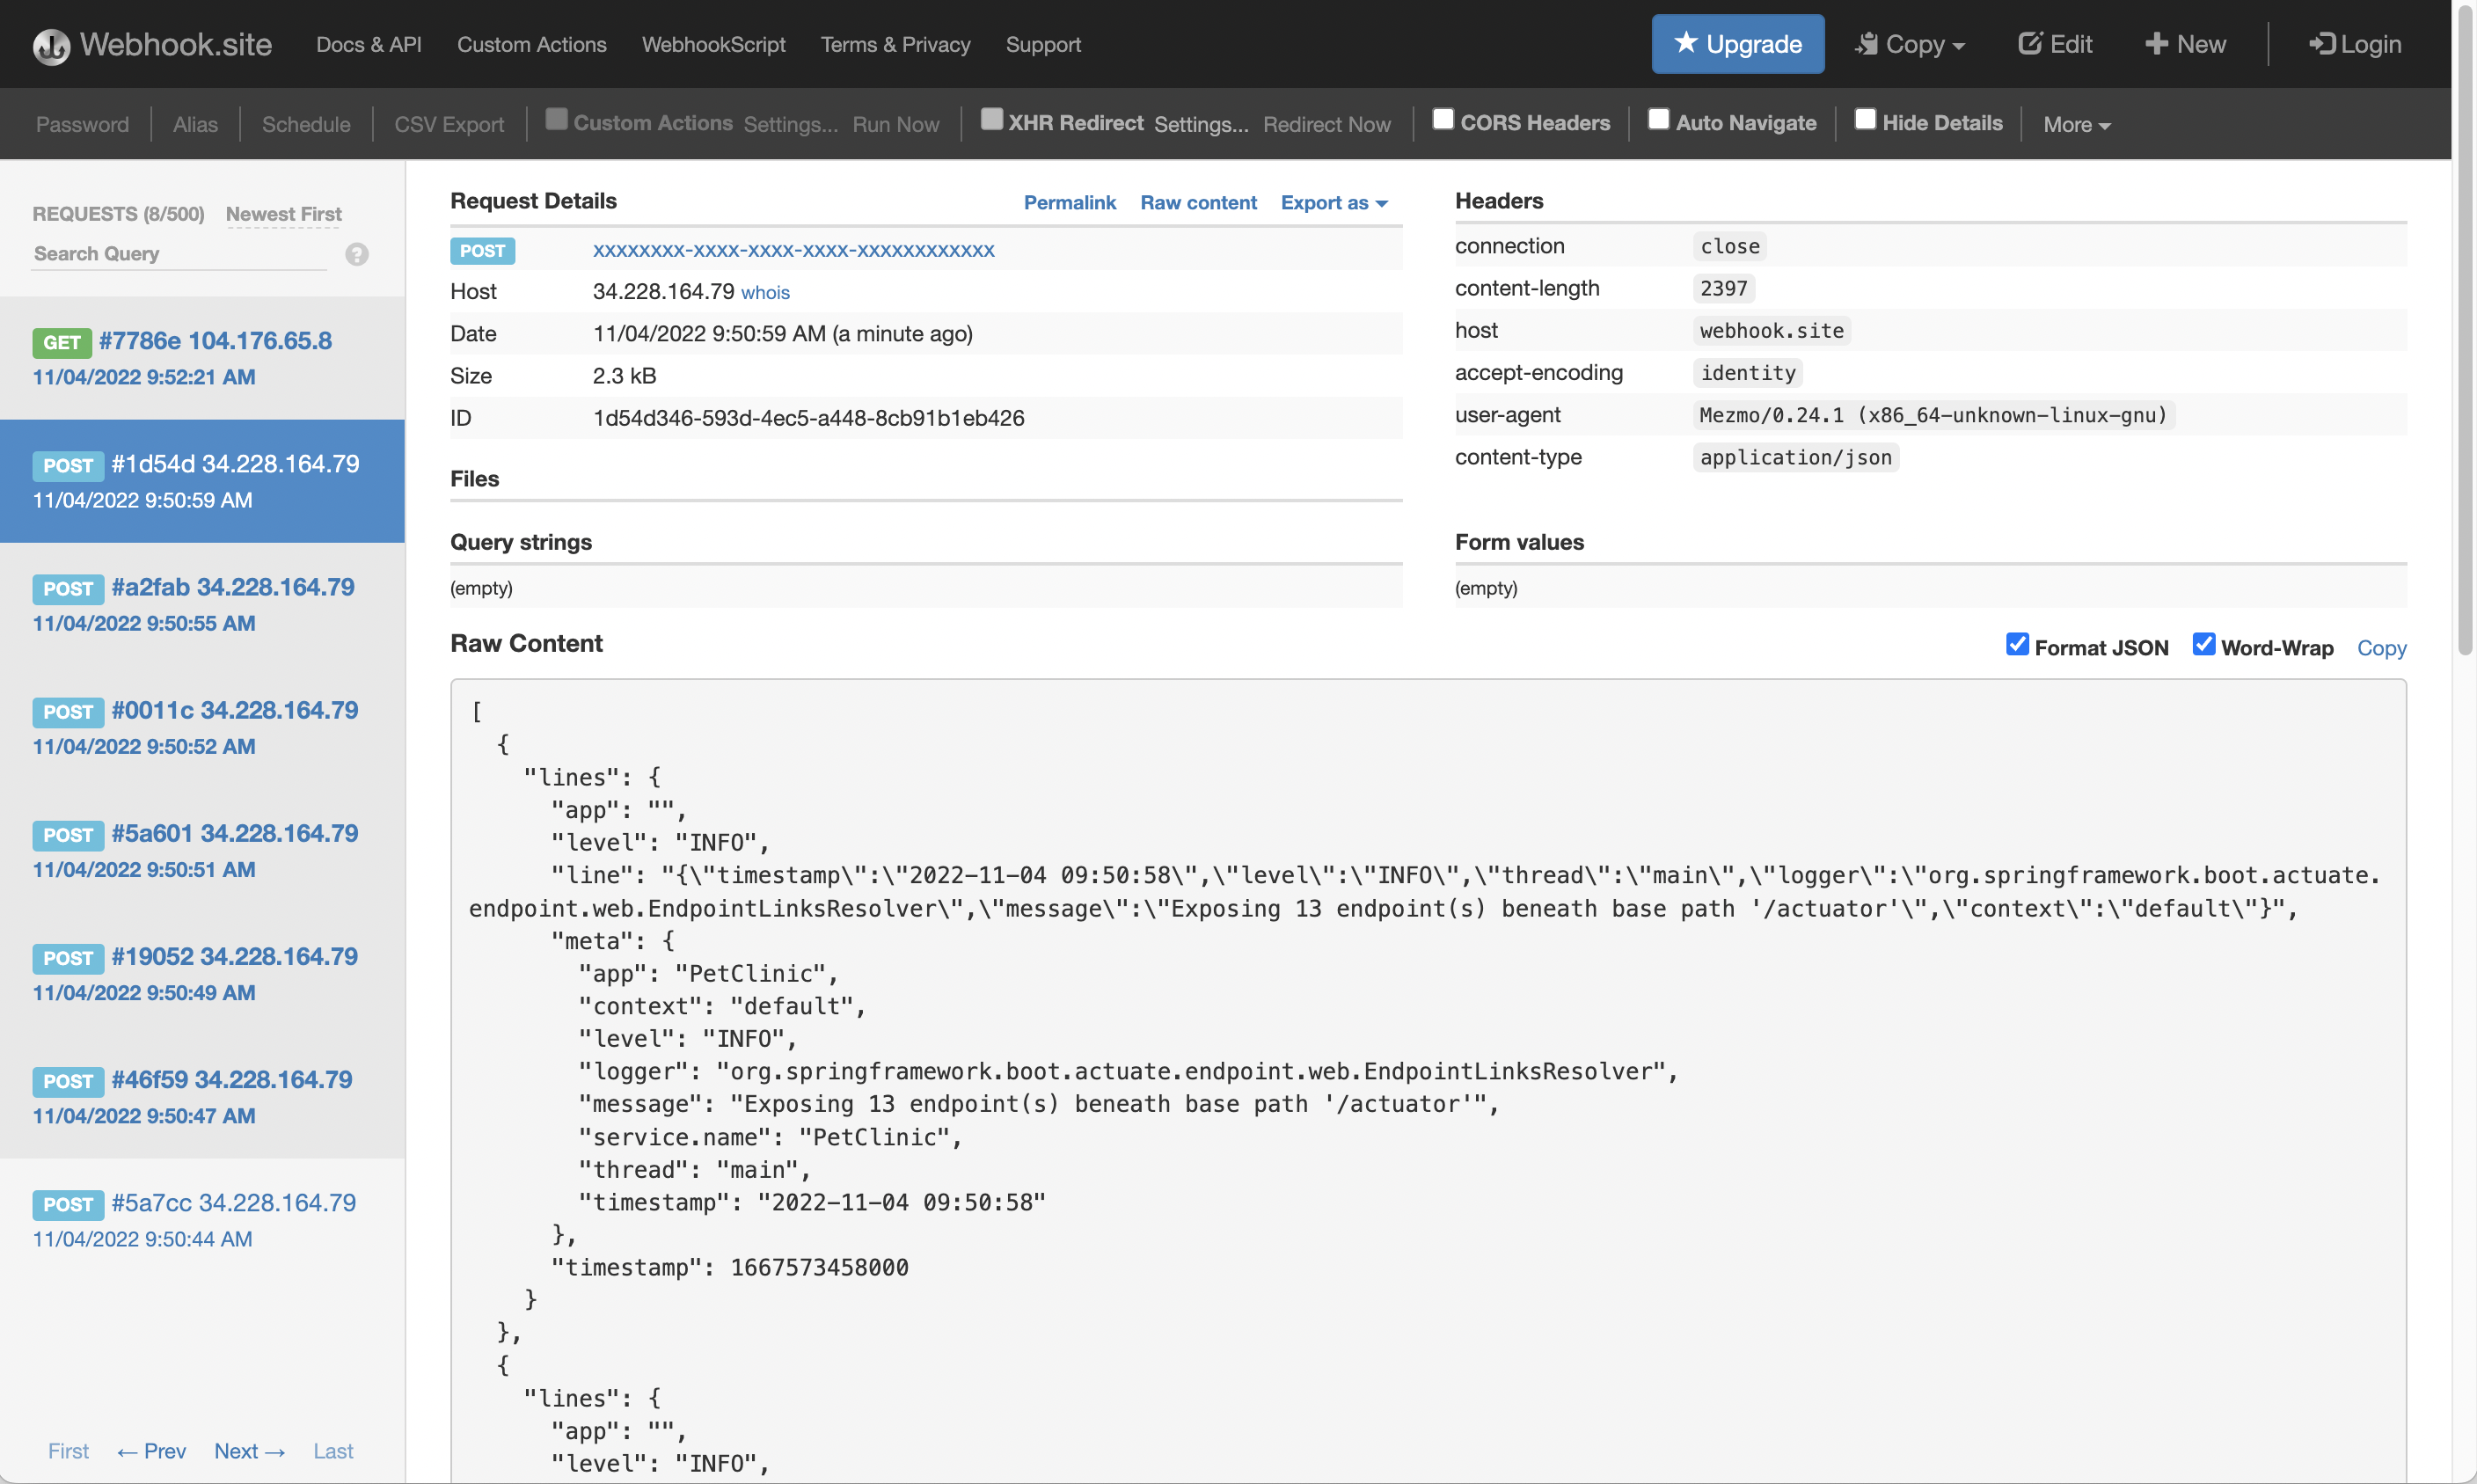 Webhook.site Docs & API Custom Actions WebhookScript Terms & Privacy Support Upgrade Copy Edit New Login
Password Alias Schedule CSV Export Custom Actions Settings... Run Now XHR Redirect Settings... Redirect Now CORS Headers Auto Navigate Hide Details More
REQUESTS (8/500) Newest First
Search Query ?
GET #7786e 104.176.65.8
11/04/2022 9:52:21 AM
POST #1d54d 34.228.164.79
11/04/2022 9:50:59 AM
POST #a2fab 34.228.164.79
11/04/2022 9:50:55 AM
POST #0011c 34.228.164.79
11/04/2022 9:50:52 AM
POST #5a601 34.228.164.79
11/04/2022 9:50:51 AM
POST #19052 34.228.164.79
11/04/2022 9:50:49 AM
POST #46f59 34.228.164.79
11/04/2022 9:50:47 AM
POST #5a7cc 34.228.164.79
11/04/2022 9:50:44 AM
First ← Prev Next → Last
Request Details Permalink Raw content Export as
POST xxxxxxxx-xxxx-xxxx-xxxx-xxxxxxxxxxxx
Host 34.228.164.79 whois
Date 11/04/2022 9:50:59 AM (a minute ago)
Size 2.3 kB
ID 1d54d346-593d-4ec5-a448-8cb91b1eb426
Files
Query strings
(empty)
Headers
connection close
content-length 2397
host webhook.site
accept-encoding identity
user-agent Mezmo/0.24.1 (x86_64-unknown-linux-gnu)
content-type application/json
Form values
(empty)
Raw Content Format JSON Word-Wrap Copy
[
{
"lines": {
"app": "",
"level": "INFO",
"line": "{\"timestamp\":\"2022-11-04 09:50:58\",\"level\":\"INFO\",\"thread\":\"main\",\"logger\":\"org.springframework.boot.actuate.
endpoint.web.EndpointLinksResolver\",\"message\":\"Exposing 13 endpoint(s) beneath base path '/actuator'\",\"context\":\"default\"}",
"meta": {
"app": "PetClinic",
"context": "default",
"level": "INFO",
"logger": "org.springframework.boot.actuate.endpoint.web.EndpointLinksResolver",
"message": "Exposing 13 endpoint(s) beneath base path '/actuator'",
"service.name": "PetClinic",
"thread": "main",
"timestamp": "2022-11-04 09:50:58"
},
"timestamp": 1667573458000
}
},
{
"lines": {
"app": "",
"level": "INFO",